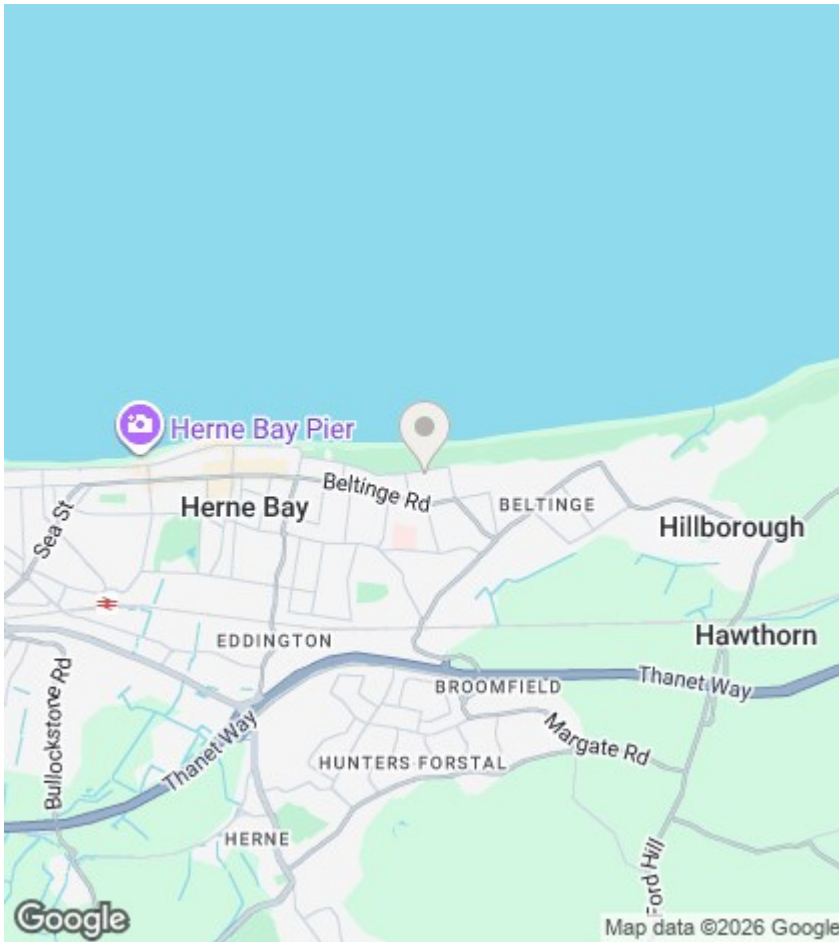 Herne Bay Pier
Beltinge Rd
BELTINGE
Herne Bay
Sea St
Hillborough
EDDINGTON
Hawthorn
BROOMFIELD
Thanet Way
Bullockstone Rd
Thanet Way
Margate Rd
HUNTERS FORSTAL
HERNE
Ford Hill
Google
Map data ©2026 Google